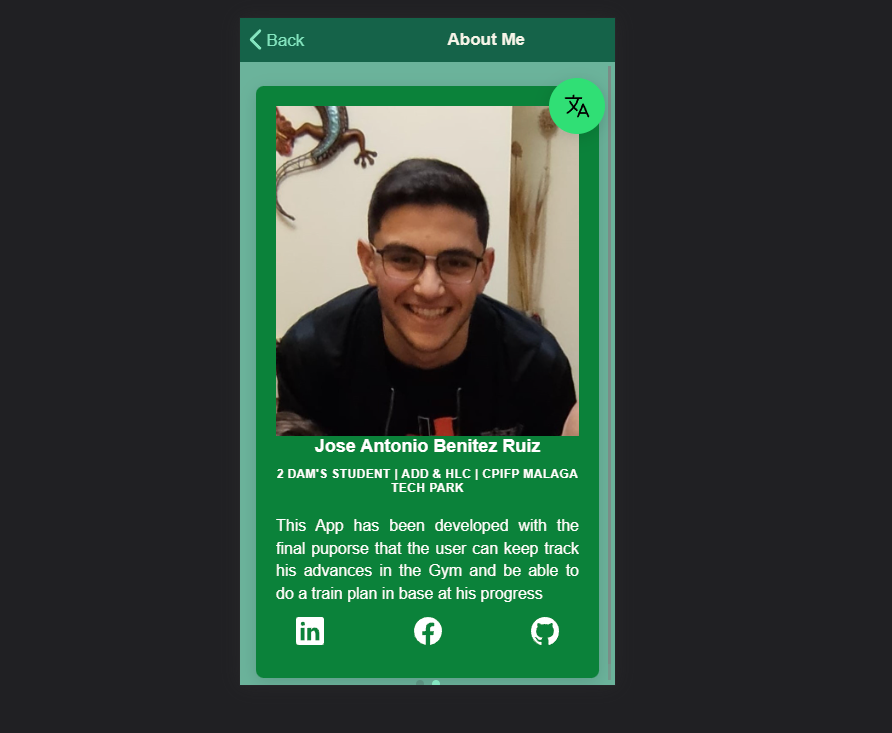 Back
About Me
Jose Antonio Benitez Ruiz
2 DAM'S STUDENT | ADD & HLC | CPIFP MALAGA
TECH PARK
This App has been developed with the
final puporse that the user can keep track
his advances in the Gym and be able to
do a train plan in base at his progress